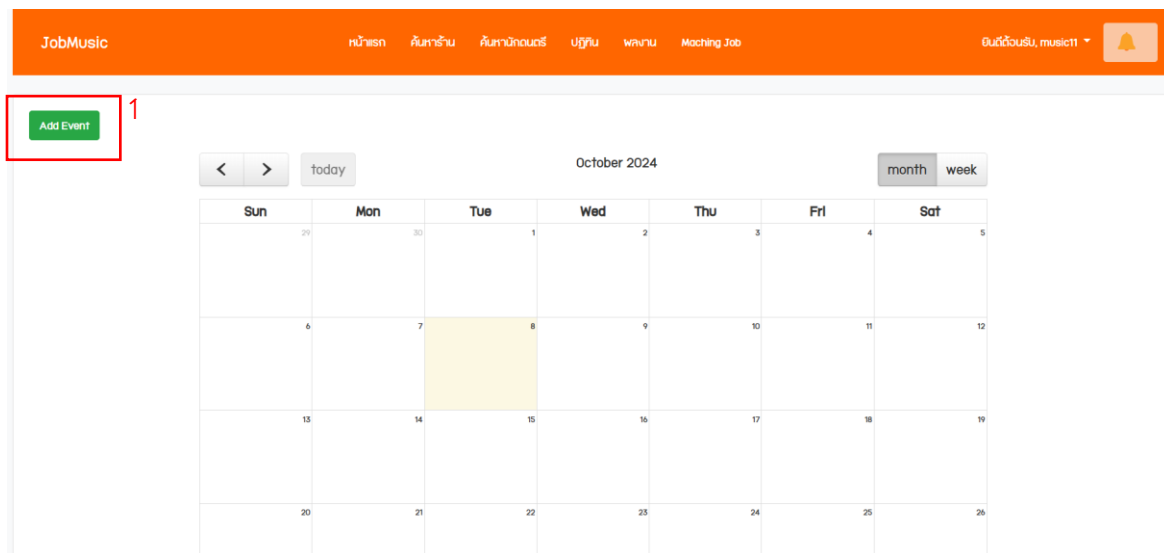 JobMusic หน้าแรก ค้นหาร้าน ค้นหานักดนตรี ปฏิทิน ผลงาน Maching Job ยินดีต้อนรับ, music11
Add Event 1
today October 2024 month week
Sun Mon Tue Wed Thu Fri Sat
29 30 1 2 3 4 5
6 7 8 9 10 11 12
13 14 15 16 17 18 19
20 21 22 23 24 25 26